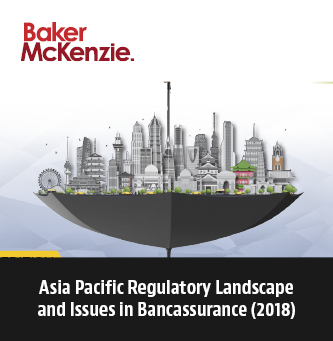 Baker
McKenzie.
Asia Pacific Regulatory Landscape
and Issues in Bancassurance (2018)